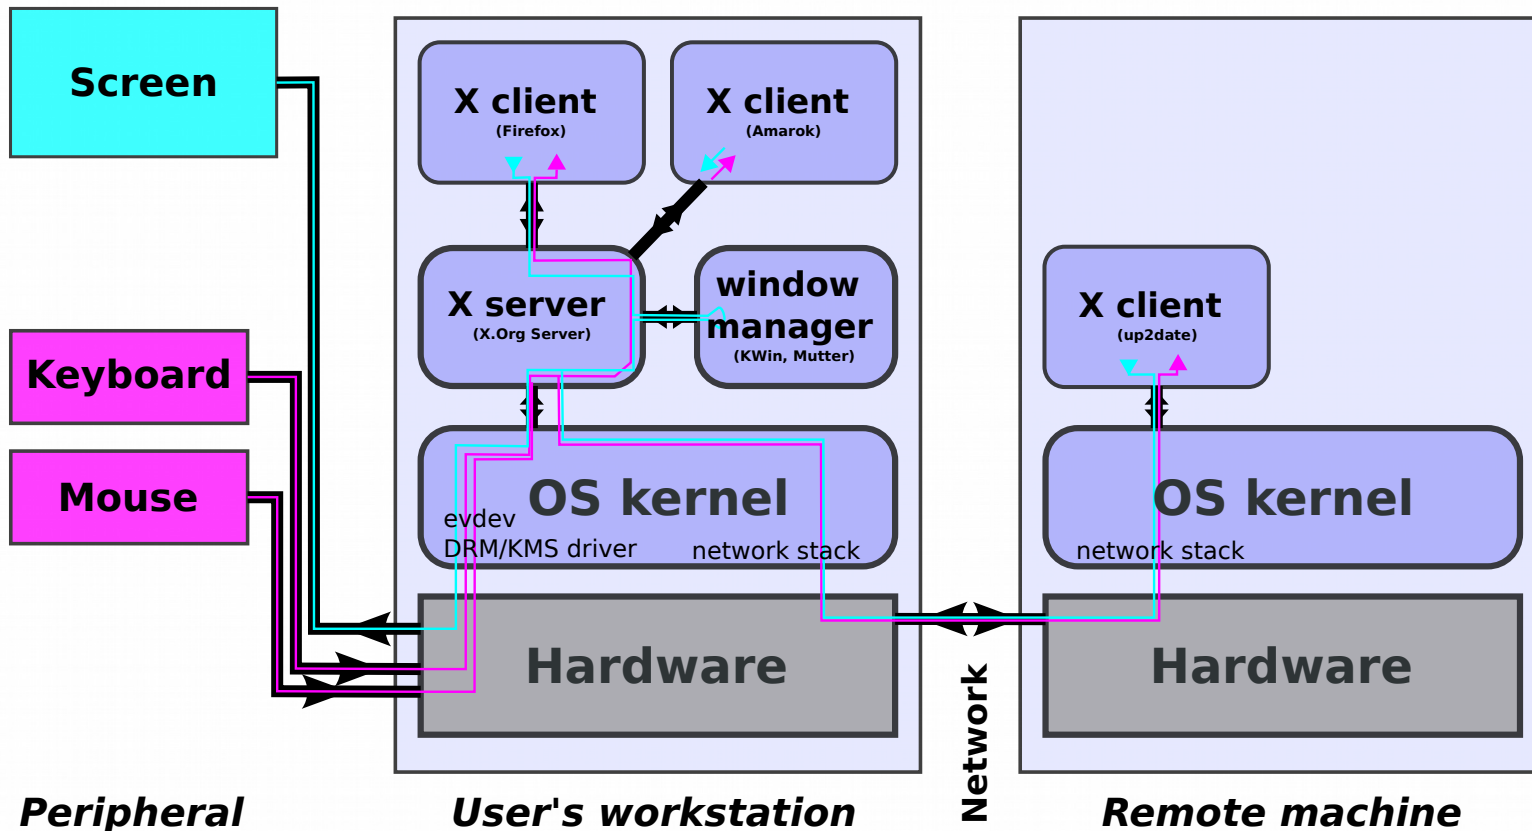 Screen
Keyboard
Mouse
Peripheral
X client
(Firefox)
X client
(Amarok)
X server
(X.Org Server)
window
manager
(KWin, Mutter)
OS kernel
evdev
DRM/KMS driver
network stack
Hardware
User's workstation
Network
X client
(up2date)
OS kernel
network stack
Hardware
Remote machine